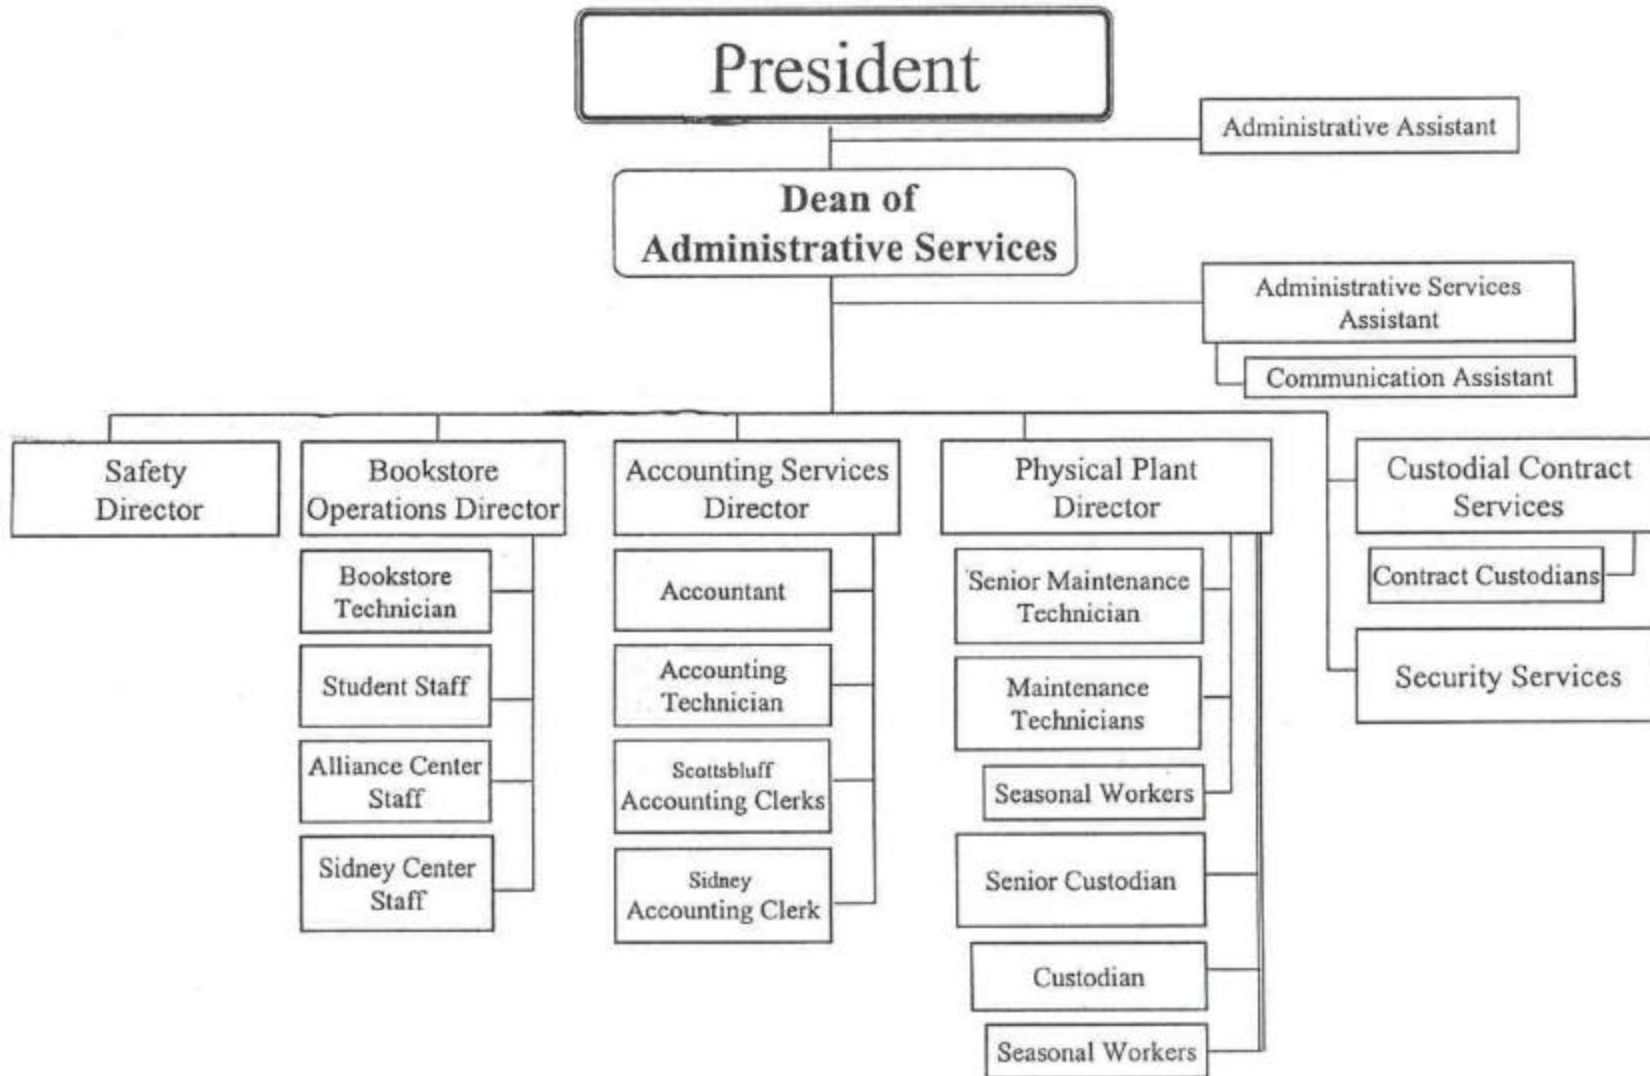 President
Administrative Assistant
Dean of
Administrative Services
Administrative Services
Assistant
Communication Assistant
Safety
Director
Bookstore
Operations Director
Accounting Services
Director
Physical Plant
Director
Custodial Contract
Services
Bookstore
Technician
Student Staff
Alliance Center
Staff
Sidney Center
Staff
Accountant
Accounting
Technician
Scottsbluff
Accounting Clerks
Sidney
Accounting Clerk
Senior Maintenance
Technician
Maintenance
Technicians
Seasonal Workers
Senior Custodian
Custodian
Seasonal Workers
Contract Custodians
Security Services